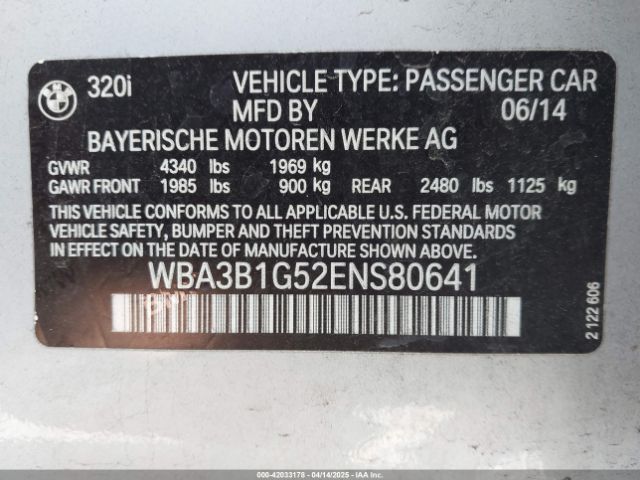 320i VEHICLE TYPE: PASSENGER CAR
MFD BY 06/14
BAYERISCHE MOTOREN WERKE AG
GVWR 4340 lbs 1969 kg
GAWR FRONT 1985 lbs 900 kg REAR 2480 lbs 1125 kg
THIS VEHICLE CONFORMS TO ALL APPLICABLE U.S. FEDERAL MOTOR
VEHICLE SAFETY, BUMPER AND THEFT PREVENTION STANDARDS
IN EFFECT ON THE DATE OF MANUFACTURE SHOWN ABOVE.
WBA3B1G52ENS80641
2 122 606
000-42033178 04/14/2025 IAAI.COM